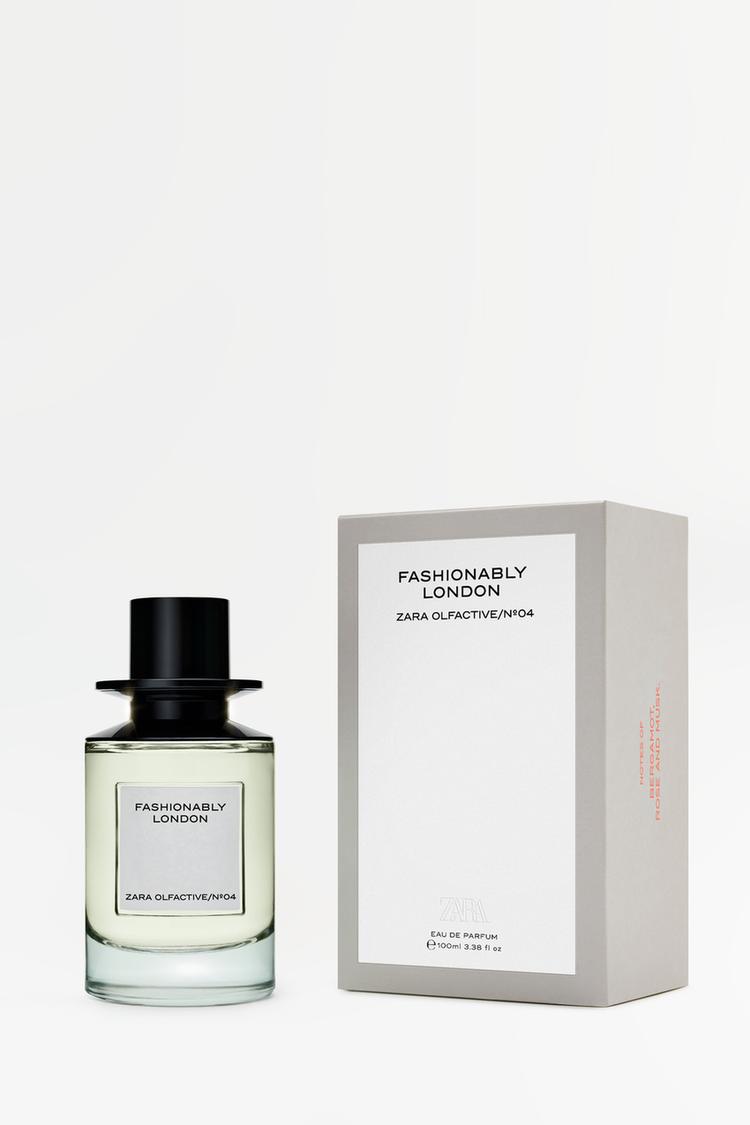 FASHIONABLY
LONDON
ZARA OLFACTIVE/Nº04
FASHIONABLY
LONDON
ZARA OLFACTIVE/Nº04
ZARA
EAU DE PARFUM
℮100ml 3.38 fl oz
NOTES OF
BERGAMOT,
ROSE AND MUSK.